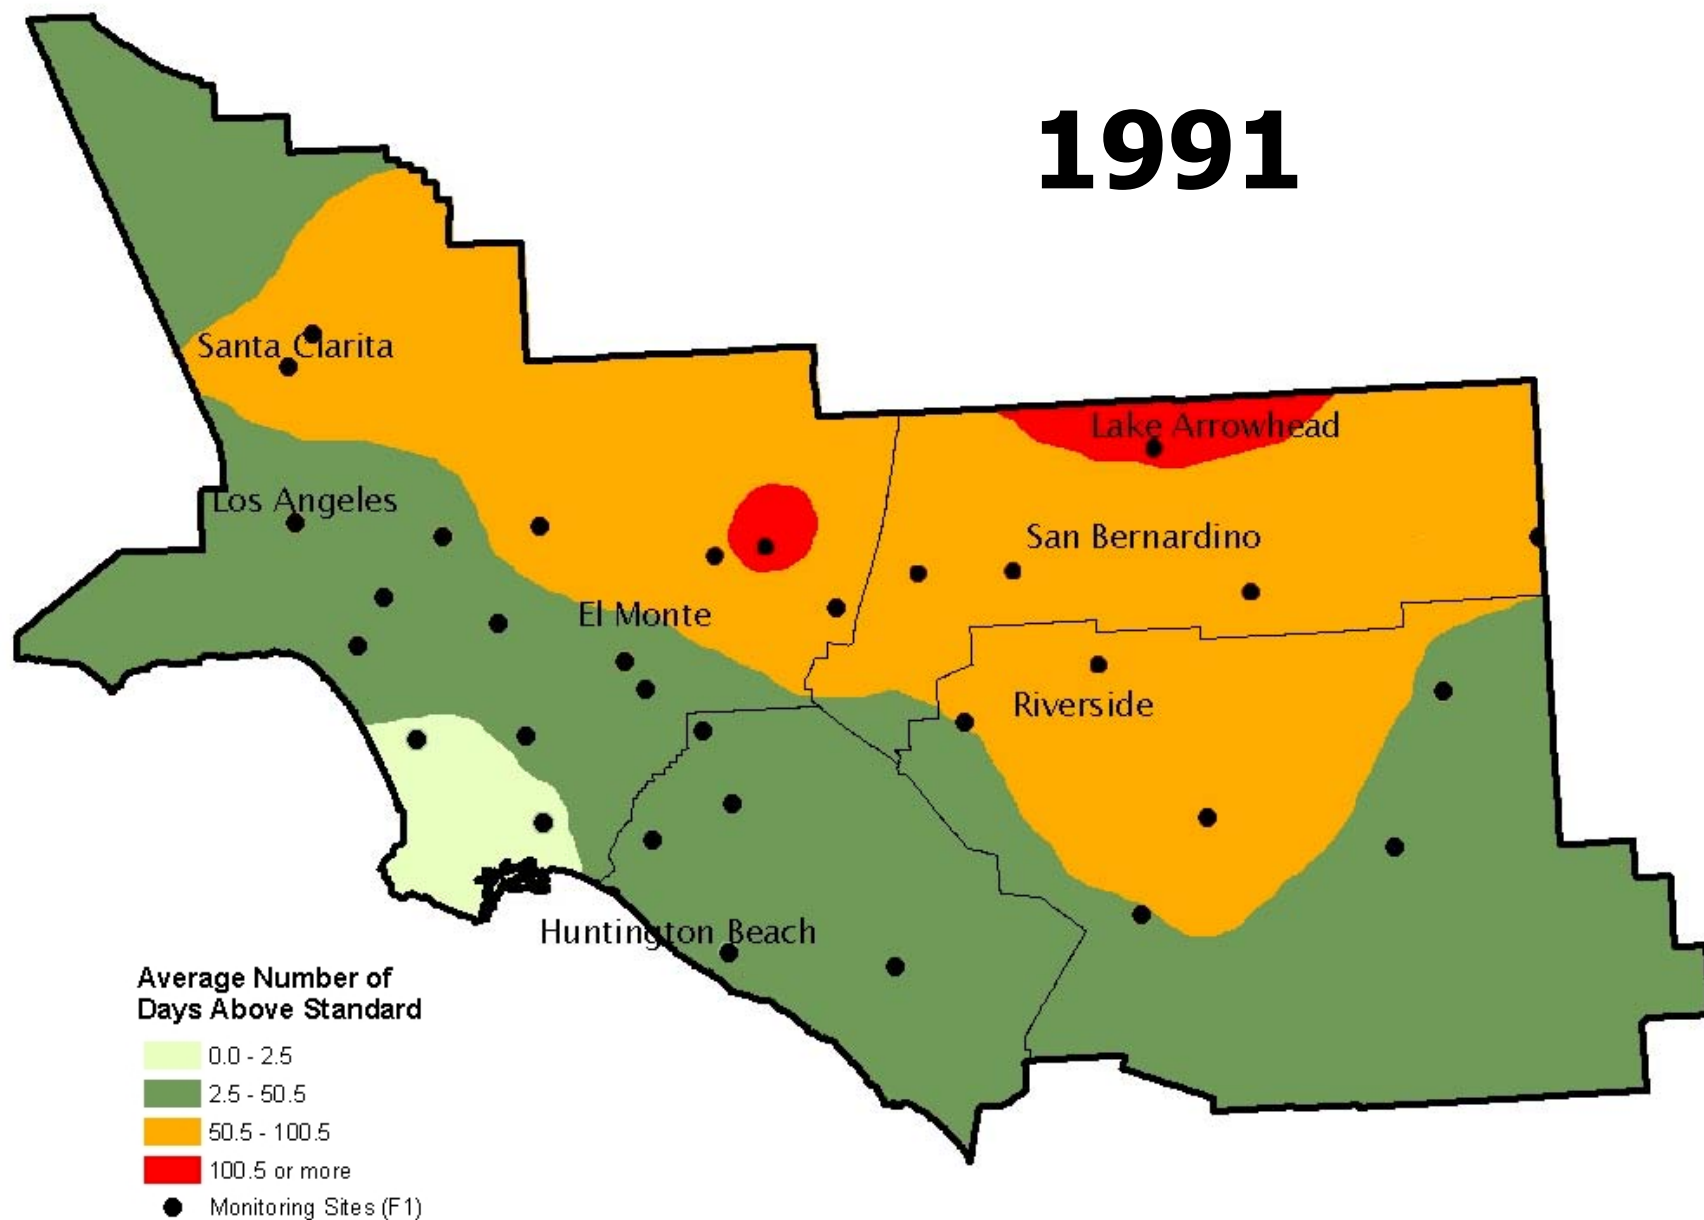 1991
Santa Clarita
Lake Arrowhead
Los Angeles
San Bernardino
El Monte
Riverside
Huntington Beach
Average Number of
Days Above Standard
0.0 - 2.5
2.5 - 50.5
50.5 - 100.5
100.5 or more
Monitoring Sites (F1)